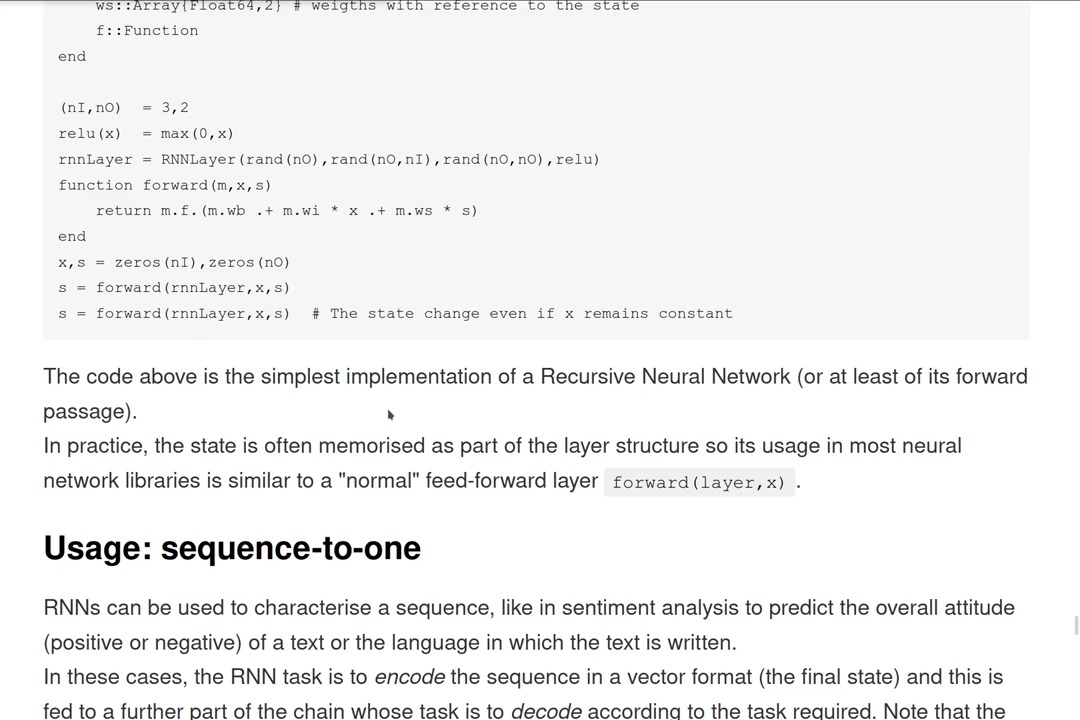 ws::Array{Float64,2} # weigths with reference to the state
f::Function
end
(nI,nO)  = 3,2
relu(x)  = max(0,x)
rnnLayer = RNNLayer(rand(nO),rand(nO,nI),rand(nO,nO),relu)
function forward(m,x,s)
return m.f.(m.wb .+ m.wi * x .+ m.ws * s)
end
x,s = zeros(nI),zeros(nO)
s = forward(rnnLayer,x,s)
s = forward(rnnLayer,x,s)  # The state change even if x remains constant
The code above is the simplest implementation of a Recursive Neural Network (or at least of its forward
passage).
In practice, the state is often memorised as part of the layer structure so its usage in most neural
network libraries is similar to a "normal" feed-forward layer forward(layer,x) .
Usage: sequence-to-one
RNNs can be used to characterise a sequence, like in sentiment analysis to predict the overall attitude
(positive or negative) of a text or the language in which the text is written.
In these cases, the RNN task is to encode the sequence in a vector format (the final state) and this is
fed to a further part of the chain whose task is to decode according to the task required. Note that the